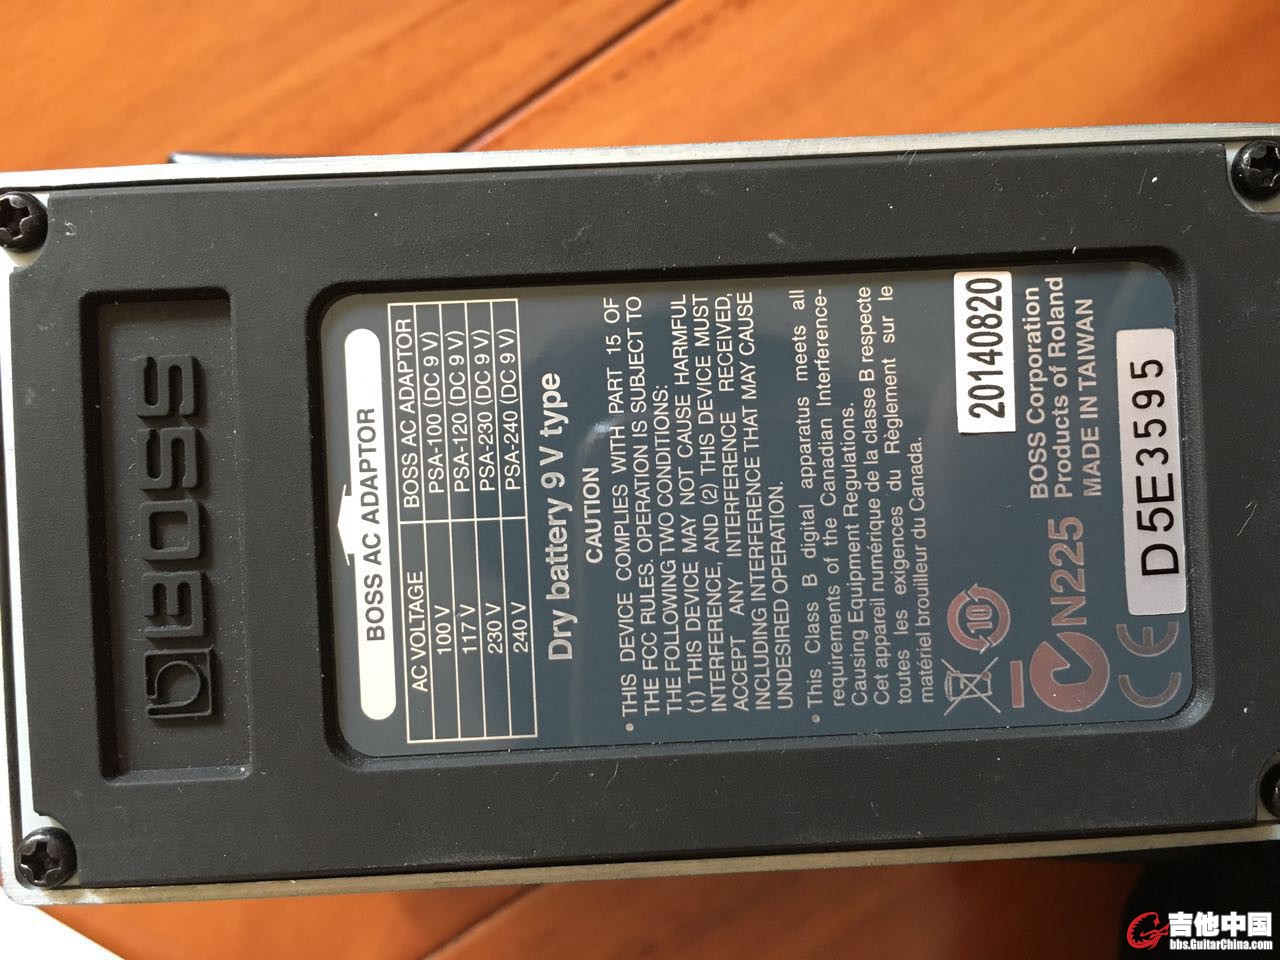 BOSS
BOSS AC ADAPTOR
AC VOLTAGE BOSS AC ADAPTOR
100 V PSA-100 (DC 9 V)
117 V PSA-120 (DC 9 V)
230 V PSA-230 (DC 9 V)
240 V PSA-240 (DC 9 V)
Dry battery 9 V type
CAUTION
• THIS DEVICE COMPLIES WITH PART 15 OF
THE FCC RULES. OPERATION IS SUBJECT TO
THE FOLLOWING TWO CONDITIONS:
(1) THIS DEVICE MAY NOT CAUSE HARMFUL
INTERFERENCE, AND (2) THIS DEVICE MUST
ACCEPT ANY INTERFERENCE RECEIVED,
INCLUDING INTERFERENCE THAT MAY CAUSE
UNDESIRED OPERATION.
• This Class B digital apparatus meets all
requirements of the Canadian Interference-
Causing Equipment Regulations.
Cet appareil numérique de la classe B respecte
toutes les exigences du Règlement sur le
matériel brouilleur du Canada.
20140820
10
N225
BOSS Corporation
Products of Roland
MADE IN TAIWAN
CE
D5E3595
吉他中国
bbs.GuitarChina.com